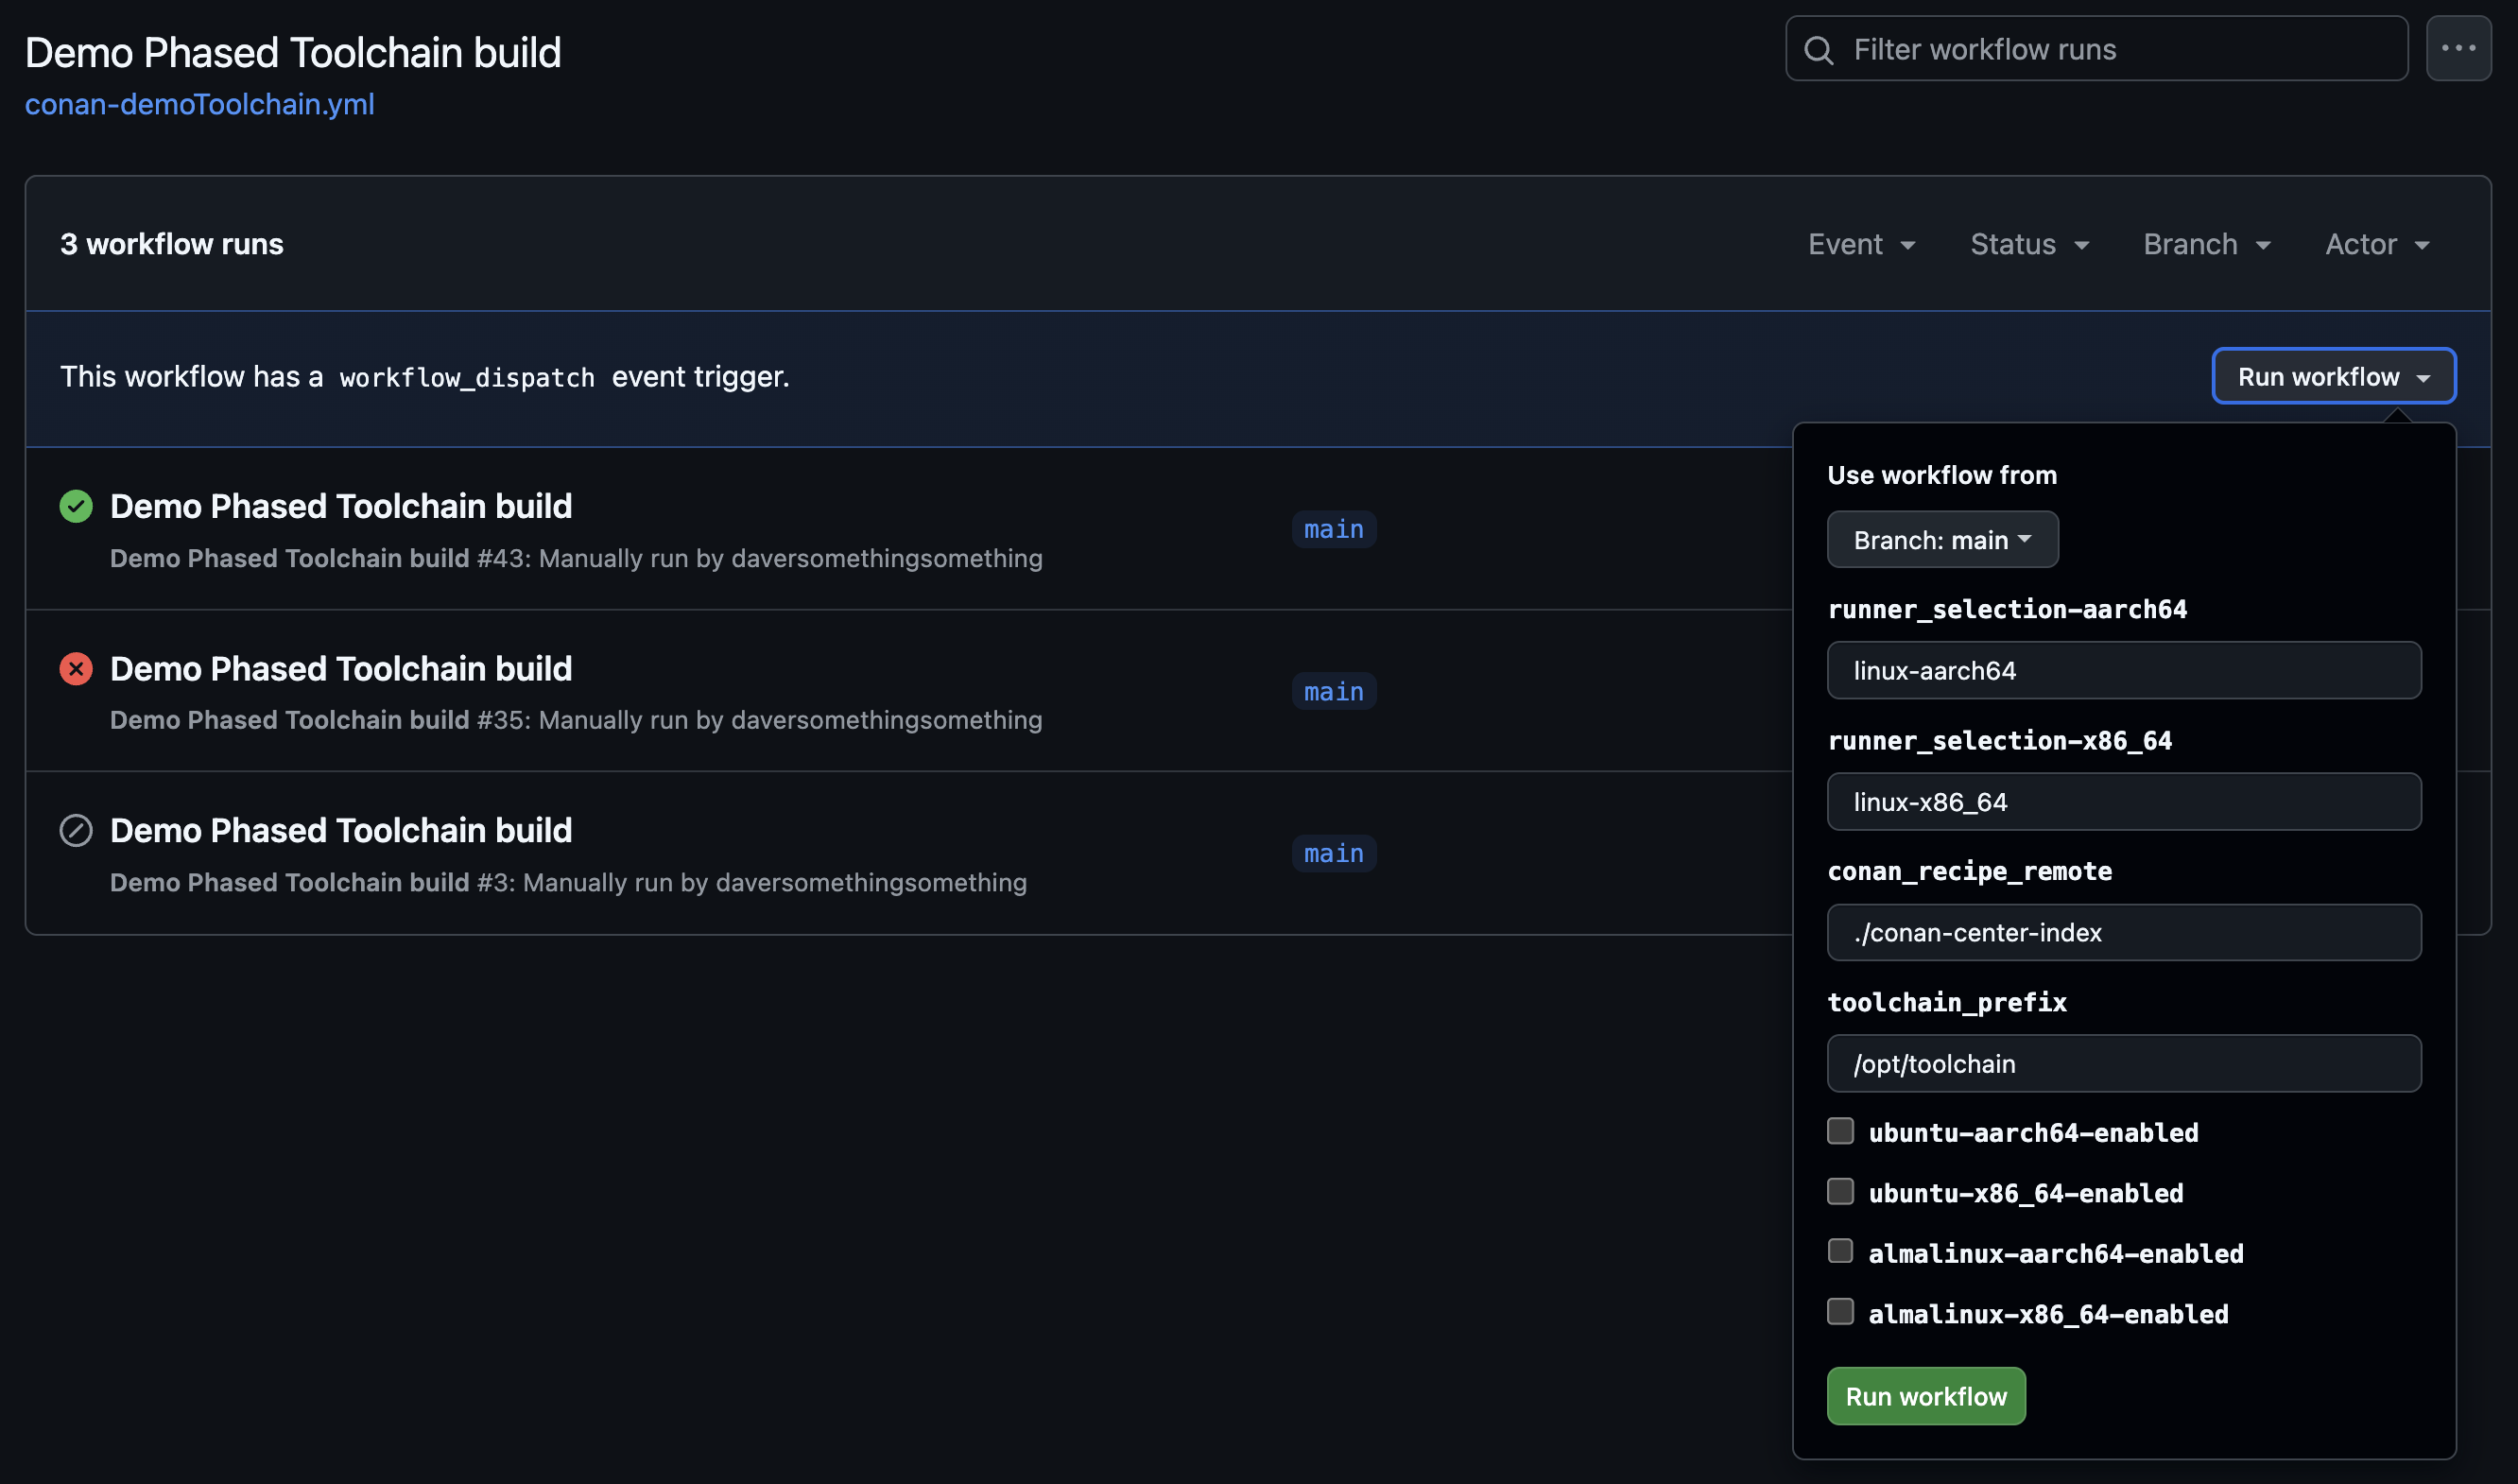 Demo Phased Toolchain build
Filter workflow runs
conan-demoToolchain.yml
3 workflow runs
Event
Status
Branch
Actor
This workflow has a workflow_dispatch event trigger.
Run workflow
Demo Phased Toolchain build
Demo Phased Toolchain build #43: Manually run by daversomethingsomething
main
Demo Phased Toolchain build
Demo Phased Toolchain build #35: Manually run by daversomethingsomething
main
Demo Phased Toolchain build
Demo Phased Toolchain build #3: Manually run by daversomethingsomething
main
Use workflow from
Branch: main
runner_selection-aarch64
linux-aarch64
runner_selection-x86_64
linux-x86_64
conan_recipe_remote
./conan-center-index
toolchain_prefix
/opt/toolchain
ubuntu-aarch64-enabled
ubuntu-x86_64-enabled
almalinux-aarch64-enabled
almalinux-x86_64-enabled
Run workflow